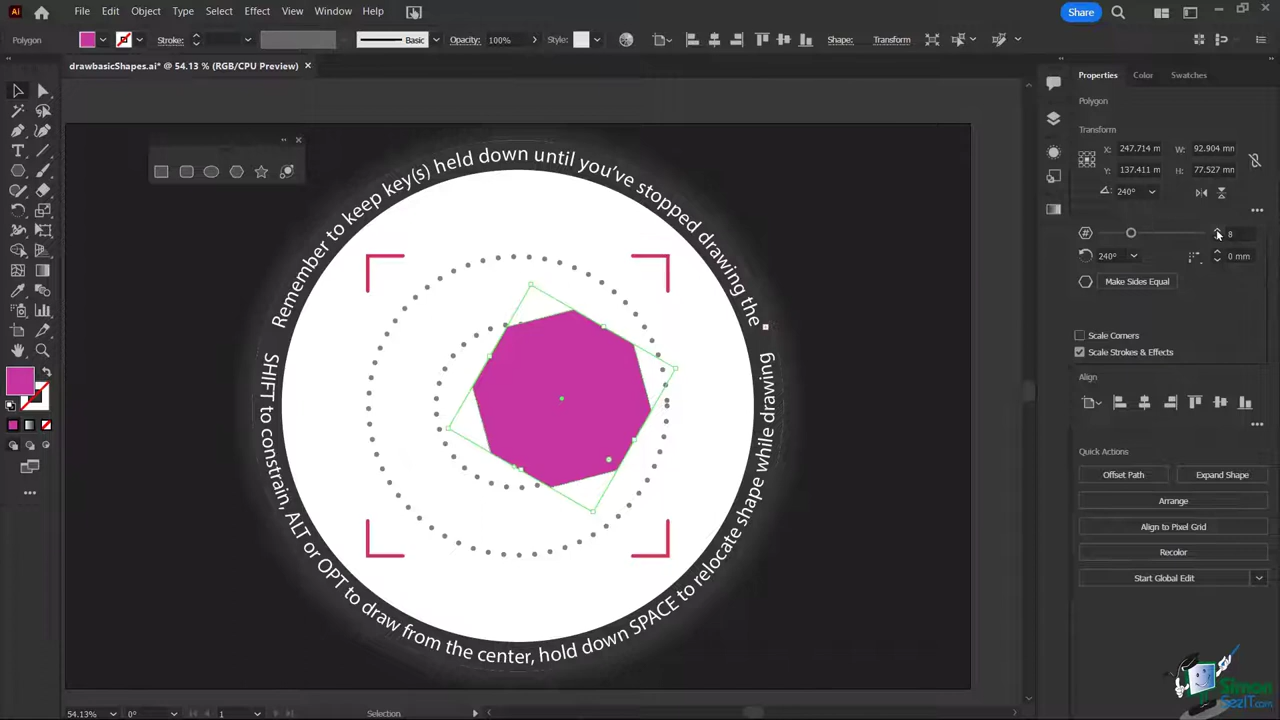 Ai File Edit Object Type Select Effect View Window Help Share
Polygon Stroke: Basic Opacity: 100% Style: Shape: Transform
drawbasicShapes.ai* @ 54.13 % (RGB/CPU Preview) ×
Properties Color Swatches
Polygon
Transform
X: 247.714 m W: 92.904 mm
Y: 137.411 m H: 77.527 mm
240°
8
240° 0 mm
Make Sides Equal
Scale Corners
Scale Strokes & Effects
Align
Quick Actions
Offset Path Expand Shape
Arrange
Align to Pixel Grid
Recolor
Start Global Edit
Remember to keep key(s) held down until you've stopped drawing the
SHIFT to constrain, ALT or OPT to draw from the center, hold down SPACE to relocate shape while drawing
54.13% 0° 1 Selection
Simon
SezIT.com